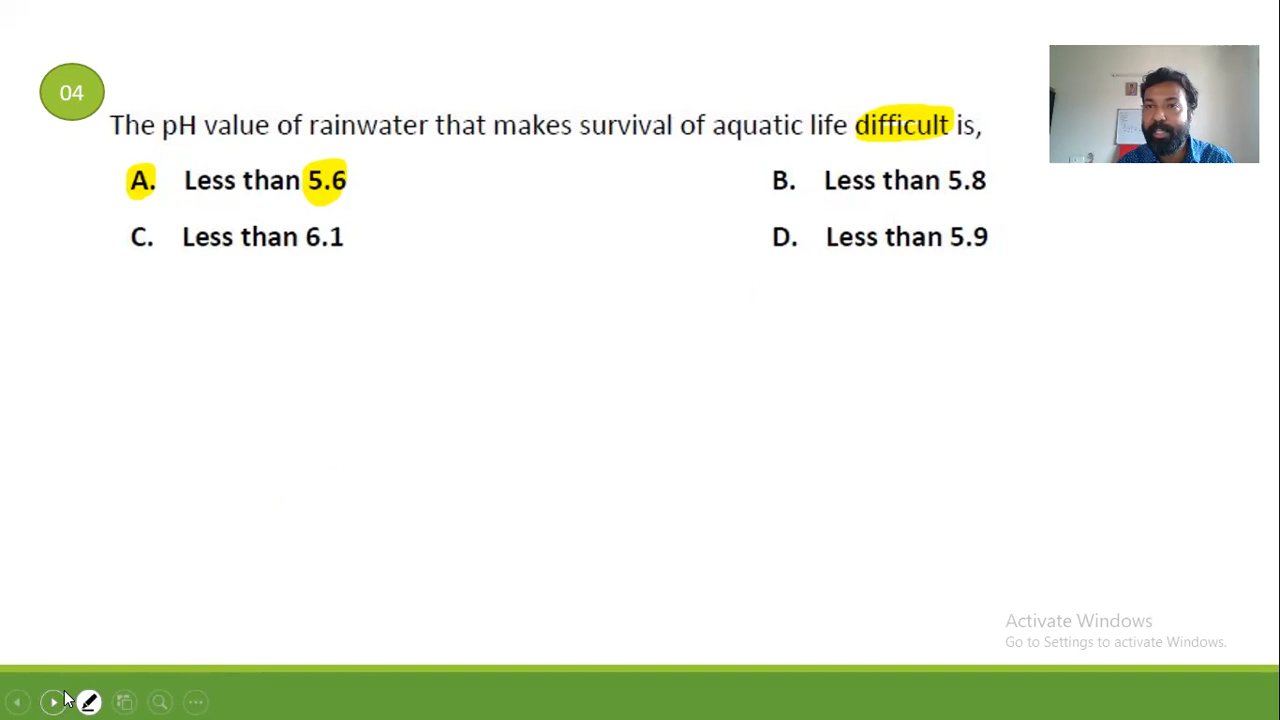 04
The pH value of rainwater that makes survival of aquatic life difficult is,
A. Less than 5.6 B. Less than 5.8
C. Less than 6.1 D. Less than 5.9
Activate Windows
Go to Settings to activate Windows.